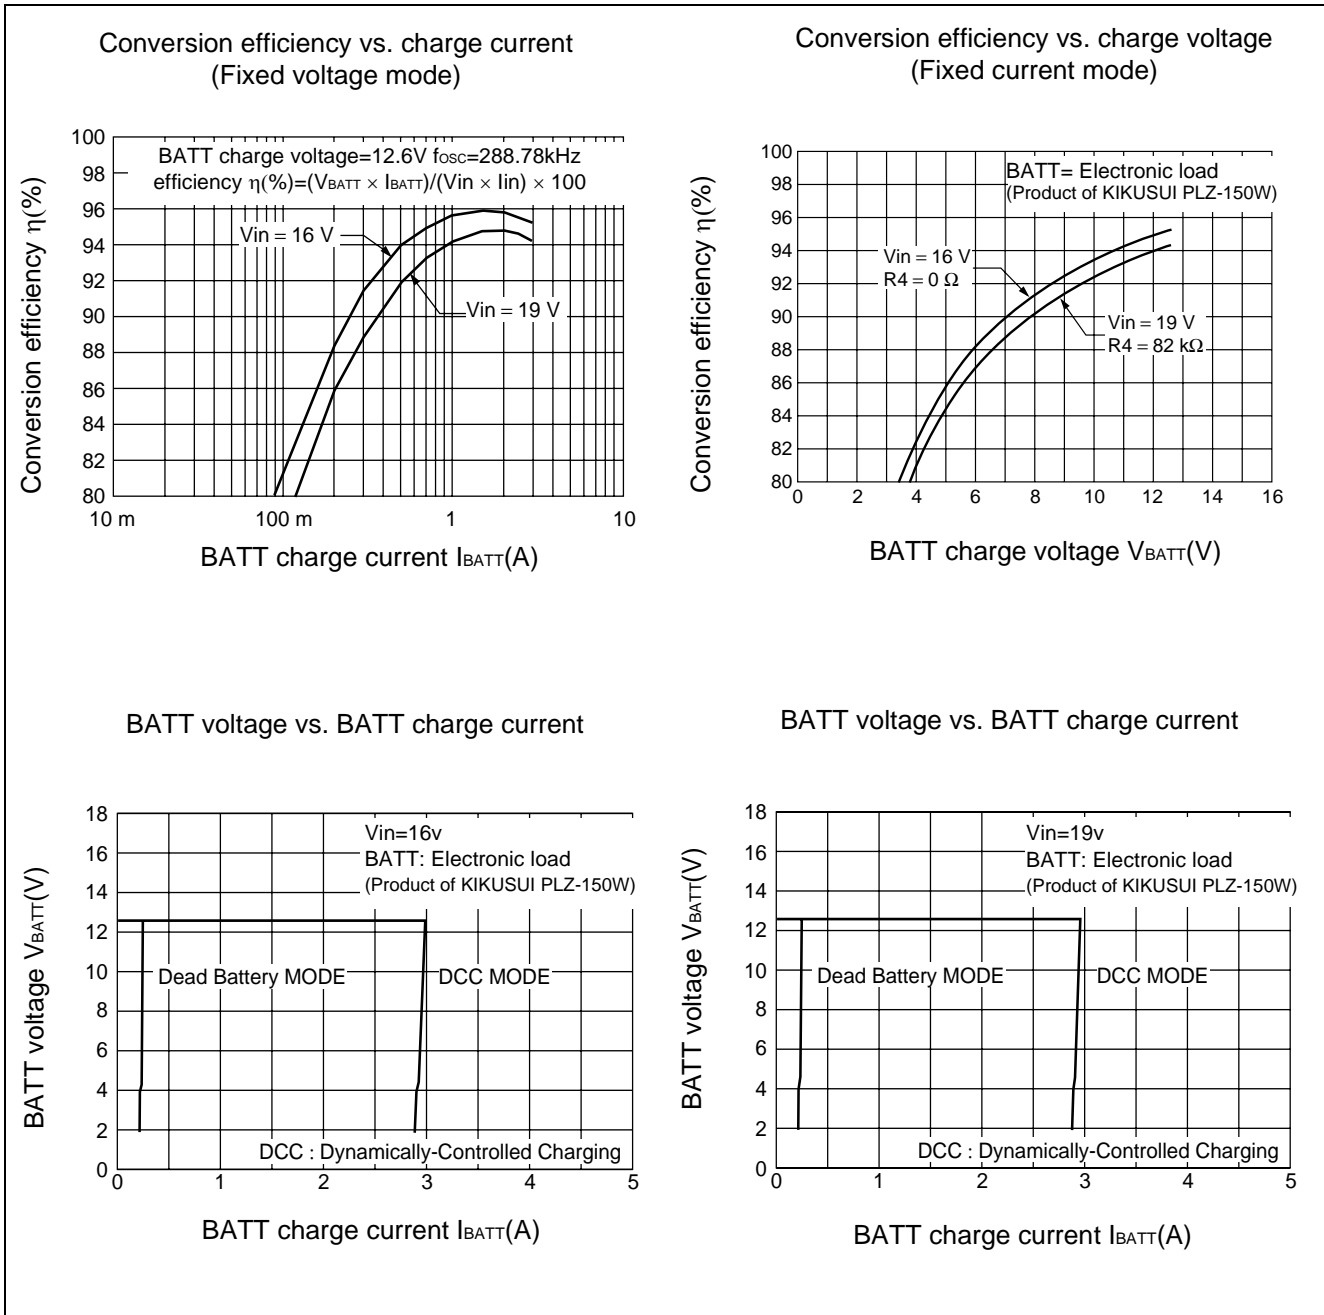 Conversion efficiency vs. charge current
(Fixed voltage mode)
100
98
96
94
92
90
88
86
84
82
80
Conversion efficiency η(%)
BATT charge voltage=12.6V fOSC=288.78kHz
efficiency η(%)=(VBATT × IBATT)/(Vin × Iin) × 100
Vin = 16 V
Vin = 19 V
10 m
100 m
1
10
BATT charge current IBATT(A)
Conversion efficiency vs. charge voltage
(Fixed current mode)
100
98
96
94
92
90
88
86
84
82
80
Conversion efficiency η(%)
BATT= Electronic load
(Product of KIKUSUI PLZ-150W)
Vin = 16 V
R4 = 0 Ω
Vin = 19 V
R4 = 82 kΩ
0
2
4
6
8
10
12
14
16
BATT charge voltage VBATT(V)
BATT voltage vs. BATT charge current
18
16
14
12
10
8
6
4
2
0
BATT voltage VBATT(V)
Vin=16v
BATT: Electronic load
(Product of KIKUSUI PLZ-150W)
Dead Battery MODE
DCC MODE
DCC : Dynamically-Controlled Charging
0
1
2
3
4
5
BATT charge current IBATT(A)
BATT voltage vs. BATT charge current
18
16
14
12
10
8
6
4
2
0
BATT voltage VBATT(V)
Vin=19v
BATT: Electronic load
(Product of KIKUSUI PLZ-150W)
Dead Battery MODE
DCC MODE
DCC : Dynamically-Controlled Charging
0
1
2
3
4
5
BATT charge current IBATT(A)